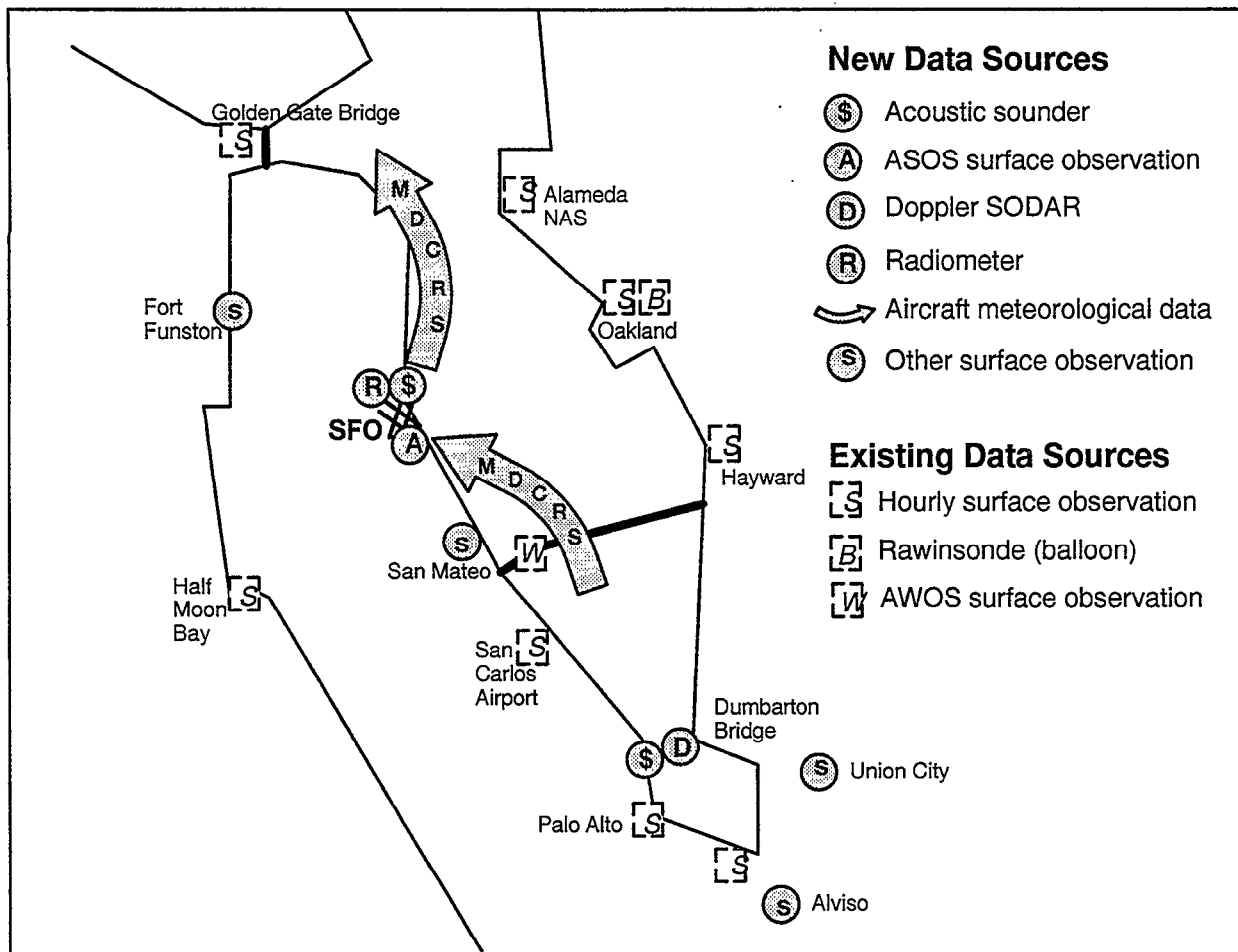 Golden Gate Bridge
S
S
Alameda
NAS
M
D
C
R
S
S
B
Oakland
Fort
Funston
S
R
$
SFO
A
M
D
C
R
S
S
Hayward
S
San Mateo
W
Half
Moon
Bay
S
San
Carlos
Airport
S
Dumbarton
Bridge
$
D
S
Union City
Palo Alto
S
S
S
Alviso
New Data Sources
$ Acoustic sounder
A ASOS surface observation
D Doppler SODAR
R Radiometer
Aircraft meteorological data
S Other surface observation
Existing Data Sources
S Hourly surface observation
B Rawinsonde (balloon)
W AWOS surface observation